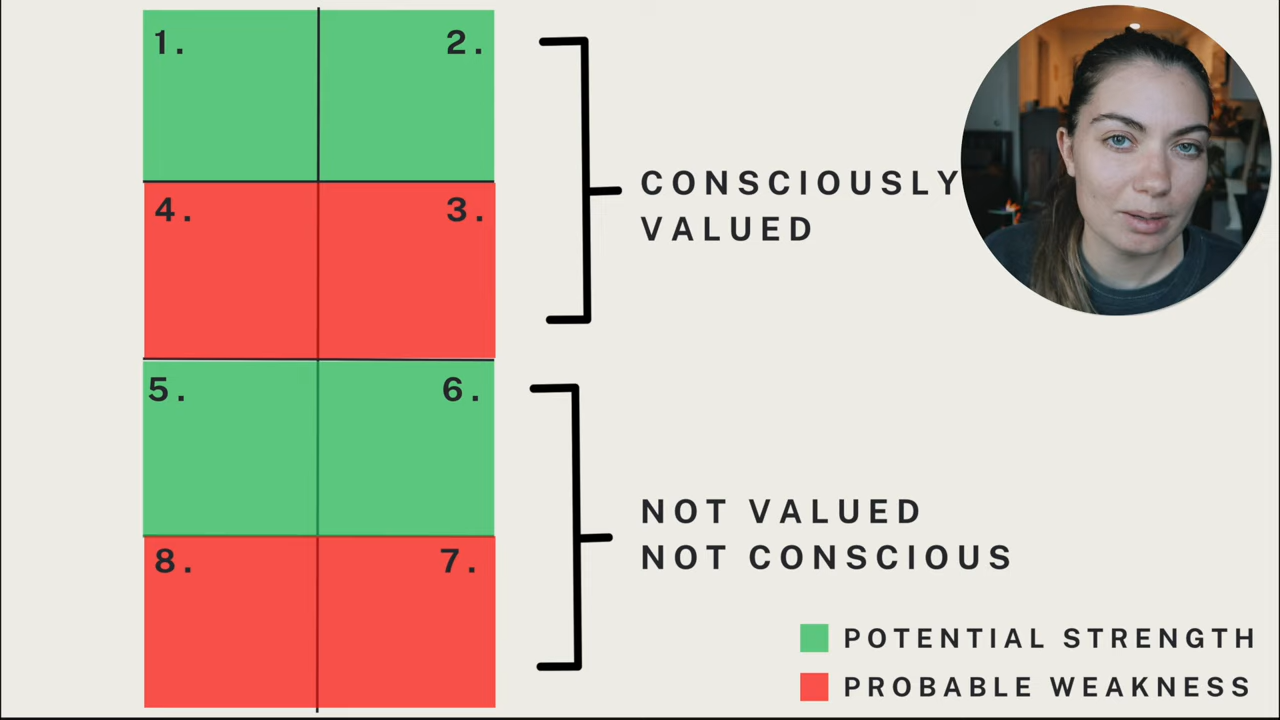 1. 2.
4. 3.
CONSCIOUSLY
VALUED
5. 6.
NOT VALUED
NOT CONSCIOUS
8. 7.
POTENTIAL STRENGTH
PROBABLE WEAKNESS